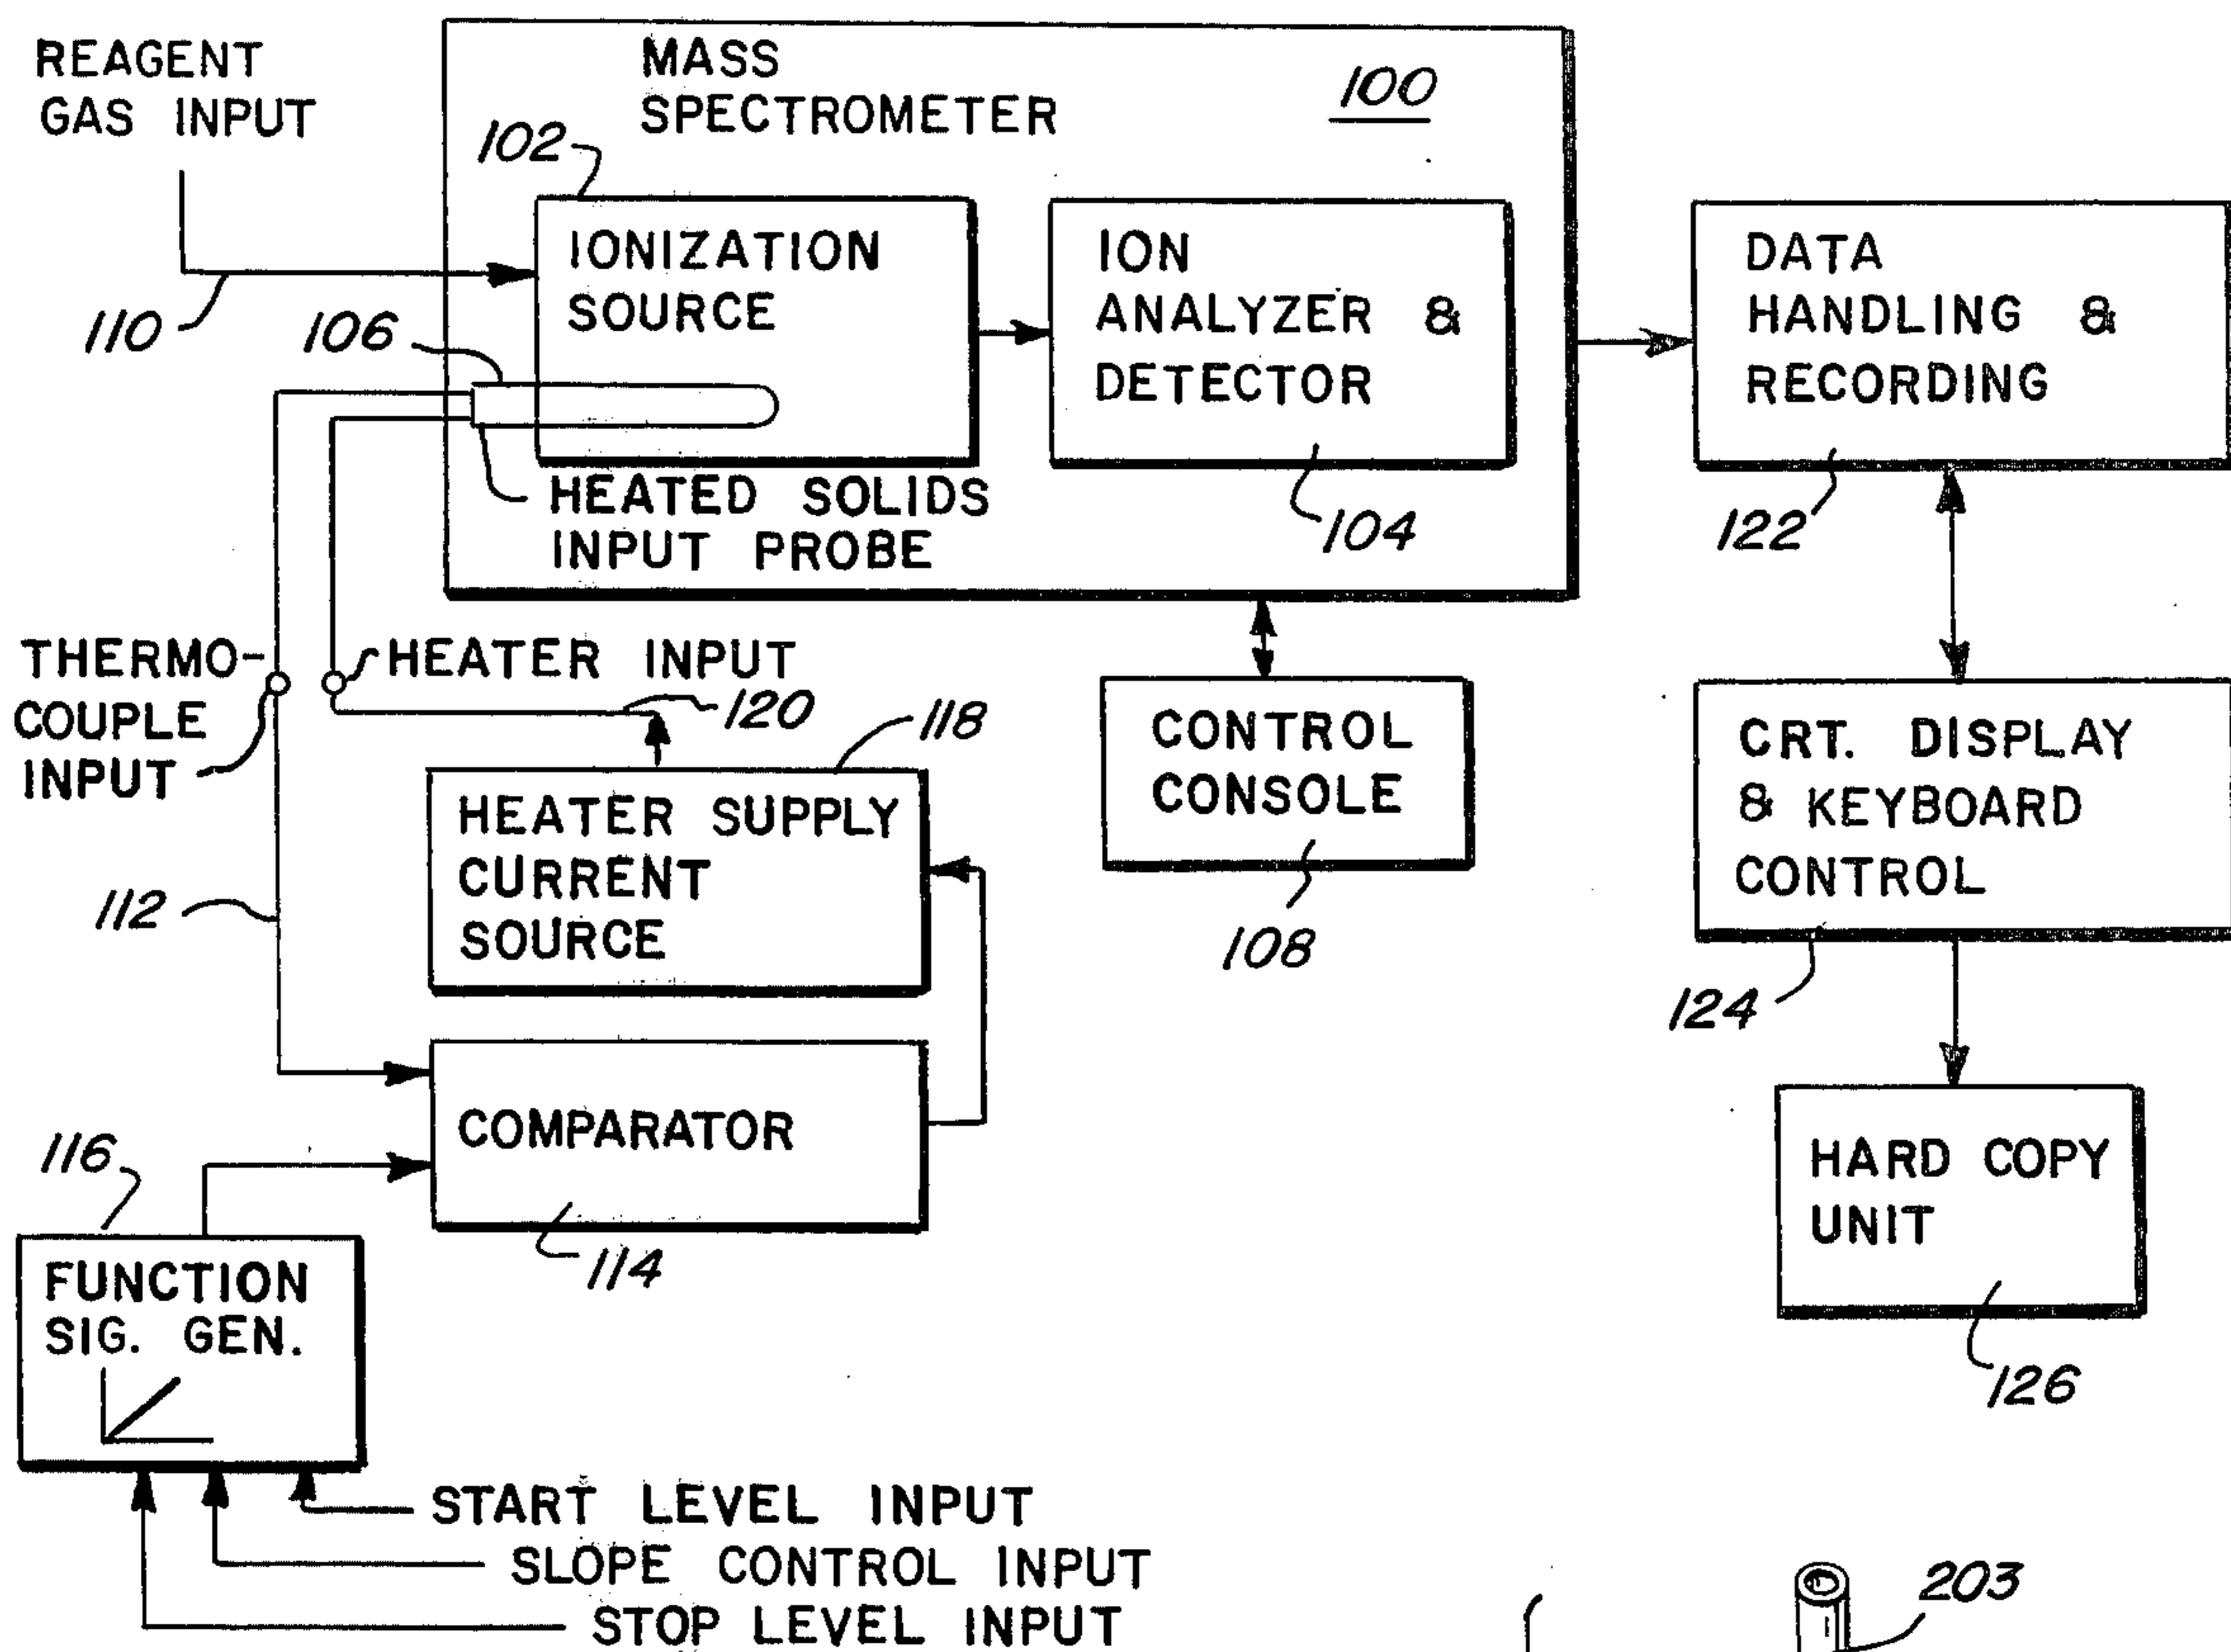 REAGENT
GAS INPUT
MASS
SPECTROMETER
100
102
IONIZATION
SOURCE
ION
ANALYZER &
DETECTOR
DATA
HANDLING &
RECORDING
110
106
HEATED SOLIDS
INPUT PROBE
104
122
THERMO-
COUPLE
INPUT
HEATER INPUT
120
118
HEATER SUPPLY
CURRENT
SOURCE
CONTROL
CONSOLE
108
CRT. DISPLAY
& KEYBOARD
CONTROL
124
112
COMPARATOR
114
116
FUNCTION
SIG. GEN.
HARD COPY
UNIT
126
START LEVEL INPUT
SLOPE CONTROL INPUT
STOP LEVEL INPUT
203